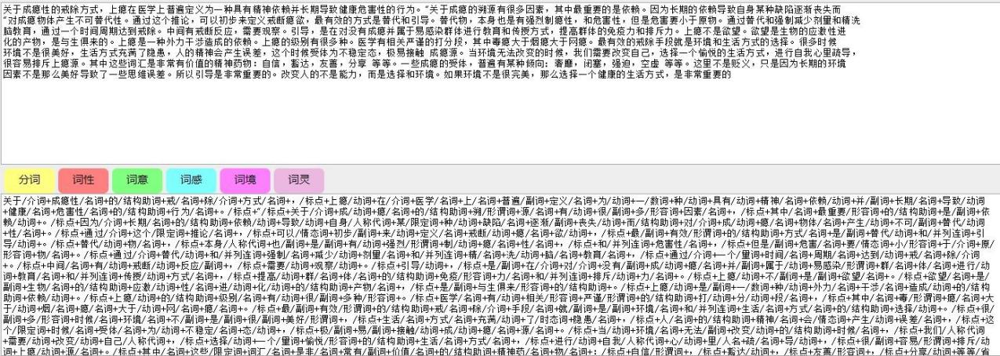 关于成瘾性的戒除方式，上瘾在医学上普遍定义为一种具有精神依赖并长期导致健康危害性的行为。“关于成瘾的溯源有很多因素，其中最重要的是依赖。因为长期的依赖导致自身某种缺陷逐渐丧失而
“对成瘾物体产生不可替代性。通过这个推论，可以初步来定义戒断瘾欲，最有效的方式是替代和引导。替代物，本身也是有强烈制瘾性，和危害性，但是危害要小于原物。通过替代和强制减少剂量和精洗
脑教育，通过一个时间周期达到戒除。中间有戒断反应，需要观察。引导，是在对没有成瘾并属于易感染群体进行教育和传授方式，提高群体的免疫力和排斥力。上瘾不是欲望。欲望是生物的应激性进
化的产物，是与生俱来的。上瘾是一种外力干涉造成的依赖。上瘾的级别有很多种。医学有相关严谨的打分段，其中毒瘾大于烟瘾大于网瘾。最有效的戒除手段就是环境和生活方式的选择。很多时候
环境不是很美好，生活方式充满了隐患，人的精神会产生误差，这个时候受体为不稳定态，极易接触 成瘾源。当环境无法改变的时候，我们需要改变自己，选择一个愉悦的生活方式，进行自我心里疏导，
很容易排斥上瘾源。其中这些词汇是非常有价值的精神药物：自信，豁达，友善，分享 等等。一些成瘾的受体，普遍有某种倾向：奢靡， 闭塞，强迫，空虚 等等。这里不是贬义，只是因为长期的环境
因素不是那么美好导致了一些思维误差。所以引导是非常重要的。改变人的不是能力，而是选择和环境。如果环境不是很完美，那么选择一个健康的生活方式，是非常重要的
分词 词性 词意 词感 词境 词灵
关于/介词+成瘾性/名词+的/结构助词+戒/名词+除/介词+方式/名词+，/标点+上瘾/动词+在/介词+医学/名词+上/名词+普遍/副词+定义/名词+为/动词+一/数词+种/动词+具有/动词+精神/名词+依赖/动词+并/副词+长期/名词+导致/动词
+健康/名词+危害性/名词+的/结构助词+行为/名词+。/标点+“/标点+关于/介词+成/动词+瘾/名词+的/结构助词+溯/形谓词+源/名词+有/动词+很/副词+多/形容词+因素/名词+，/标点+其中/名词+最重要/形容词+的/结构助词+是/副词+依
赖/动词+。/标点+因为/介词+长期/名词+的/结构助词+依赖/动词+导致/动词+自身/人称代词+某/限定词+种/动词+缺陷/名词+逐渐/副词+丧失/动词+而/结构助词+对/介词+成/动词+瘾/名词+物体/名词+产生/动词+不可/副词+替代/动词
+性/名词+。/标点+通过/介词+这个/限定词+推论/名词+，/标点+可以/情态词+初步/副词+来/动词+定义/名词+戒断/动词+瘾/名词+欲/动词+，/标点+最/副词+有效/形谓词+的/结构助词+方式/名词+是/副词+替代/动词+和/并列连词+引
导/动词+。/标点+替代/动词+物/名词+，/标点+本身/人称代词+也/副词+是/副词+有/动词+强烈/形谓词+制/动词+瘾/名词+性/名词+，/标点+和/并列连词+危害性/名词+，/标点+但是/副词+危害/名词+要/情态词+小/形容词+于/介词+原/
形容词+物/名词+。/标点+通过/介词+替代/动词+和/并列连词+强制/名词+减少/动词+剂量/名词+和/并列连词+精/名词+洗/动词+脑/名词+教育/名词+，/标点+通过/介词+一个/量词+时间/名词+周期/名词+达到/动词+戒/名词+除/介词
+。/标点+中间/名词+有/动词+戒断/动词+反应/副词+，/标点+需要/动词+观察/动词+。/标点+引导/动词+，/标点+是/副词+在/介词+对/介词+没有/副词+成/动词+瘾/名词+并/副词+属于/动词+易感染/形谓词+群/名词+体/名词+进行/动
词+教育/名词+和/并列连词+传授/动词+方式/名词+，/标点+提高/动词+群/名词+体/名词+的/结构助词+免疫/形容词+力/名词+和/并列连词+排斥/动词+力/名词+。/标点+上瘾/动词+不/副词+是/副词+欲望/名词+。/标点+欲望/名词+是/
副词+生物/名词+的/结构助词+应激/动词+性/名词+进/动词+化/动词+的/结构助词+产物/名词+，/标点+是/副词+与生俱来/形容词+的/结构助词+。/标点+上瘾/动词+是/副词+一/数词+种/动词+外力/名词+干涉/名词+造成/动词+的/结构
助词+依赖/动词+。/标点+上瘾/动词+的/结构助词+级别/名词+有/动词+很/副词+多种/形容词+。/标点+医学/名词+有/动词+相关/形容词+严谨/形谓词+的/结构助词+打/动词+分/动词+段/名词+，/标点+其中/名词+毒/形谓词+瘾/名词+大
于/动词+烟/名词+瘾/名词+大于/动词+网/名词+瘾/名词+。/标点+最/副词+有效/形谓词+的/结构助词+戒/名词+除/介词+手段/名词+就/副词+是/副词+环境/名词+和/并列连词+生活/名词+方式/名词+的/结构助词+选择/动词+。/标点+很/
副词+多/形容词+时候/名词+环境/名词+不/副词+是/副词+很/副词+美好/形谓词+，/标点+生活/名词+方式/名词+充满/动词+了/时态词+隐患/名词+，/标点+人/名词+的/结构助词+精神/名词+会/情态词+产生/动词+误差/名词+，/标点+这
个/限定词+时候/名词+受体/名词+为/动词+不稳定/名词+态/动词+，/标点+极/副词+易/副词+接触/动词+成/动词+瘾/名词+源/名词+。/标点+当/动词+环境/名词+无法/副词+改变/动词+的/结构助词+时候/名词+，/标点+我们/人称代词
+需要/动词+改变/动词+自己/人称代词+，/标点+选择/动词+一个/量词+愉悦/形容词+的/结构助词+生活/名词+方式/名词+，/标点+进行/动词+自我/人称代词+心/动词+里/人名+疏/名词+导/动词+，/标点+很/副词+容易/形谓词+排斥/动
词+上瘾/动词+源/名词+。/标点+其中/名词+这些/限定词+词汇/名词+是非/名词+常有/副词+价值/名词+的/结构助词+精神药/名词+物/名词+：/标点+自信/形谓词+，/标点+豁达/动词+，/标点+友善/形容词+，/标点+分享/动词+等等/省